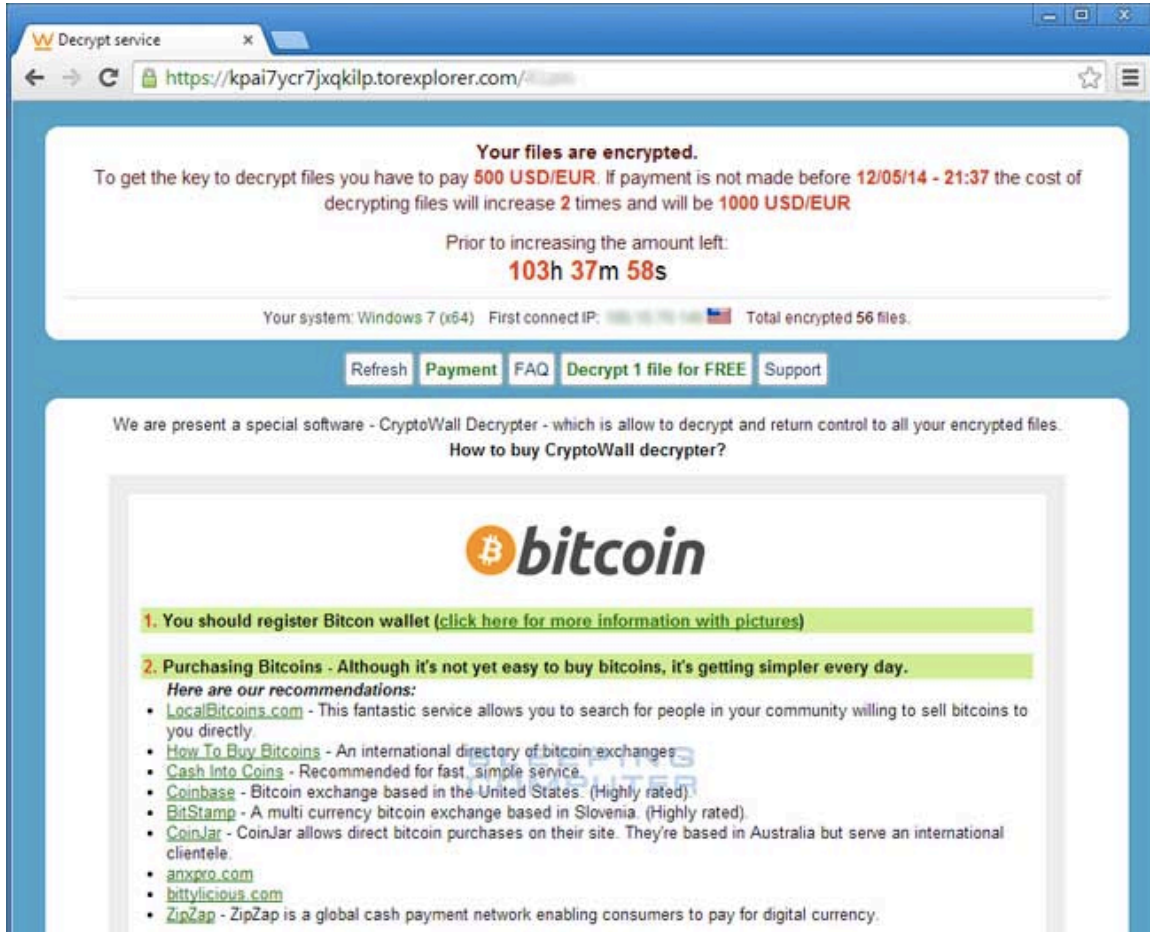 Decrypt service
https://kpai7ycr7jxqkilp.torexplorer.com/
Your files are encrypted.
To get the key to decrypt files you have to pay 500 USD/EUR. If payment is not made before 12/05/14 - 21:37 the cost of
decrypting files will increase 2 times and will be 1000 USD/EUR
Prior to increasing the amount left:
103h 37m 58s
Your system: Windows 7 (x64) First connect IP: Total encrypted 56 files.
Refresh Payment FAQ Decrypt 1 file for FREE Support
We are present a special software - CryptoWall Decrypter - which is allow to decrypt and return control to all your encrypted files.
How to buy CryptoWall decrypter?
bitcoin
1. You should register Bitcon wallet (click here for more information with pictures)
2. Purchasing Bitcoins - Although it's not yet easy to buy bitcoins, it's getting simpler every day.
Here are our recommendations:
• LocalBitcoins.com - This fantastic service allows you to search for people in your community willing to sell bitcoins to
you directly.
• How To Buy Bitcoins - An international directory of bitcoin exchanges.
• Cash Into Coins - Recommended for fast, simple service.
• Coinbase - Bitcoin exchange based in the United States. (Highly rated).
• BitStamp - A multi currency bitcoin exchange based in Slovenia. (Highly rated).
• CoinJar - CoinJar allows direct bitcoin purchases on their site. They're based in Australia but serve an international
clientele.
• anxpro.com
• bittylicious.com
• ZipZap - ZipZap is a global cash payment network enabling consumers to pay for digital currency.
BLEEPING
COMPUTER